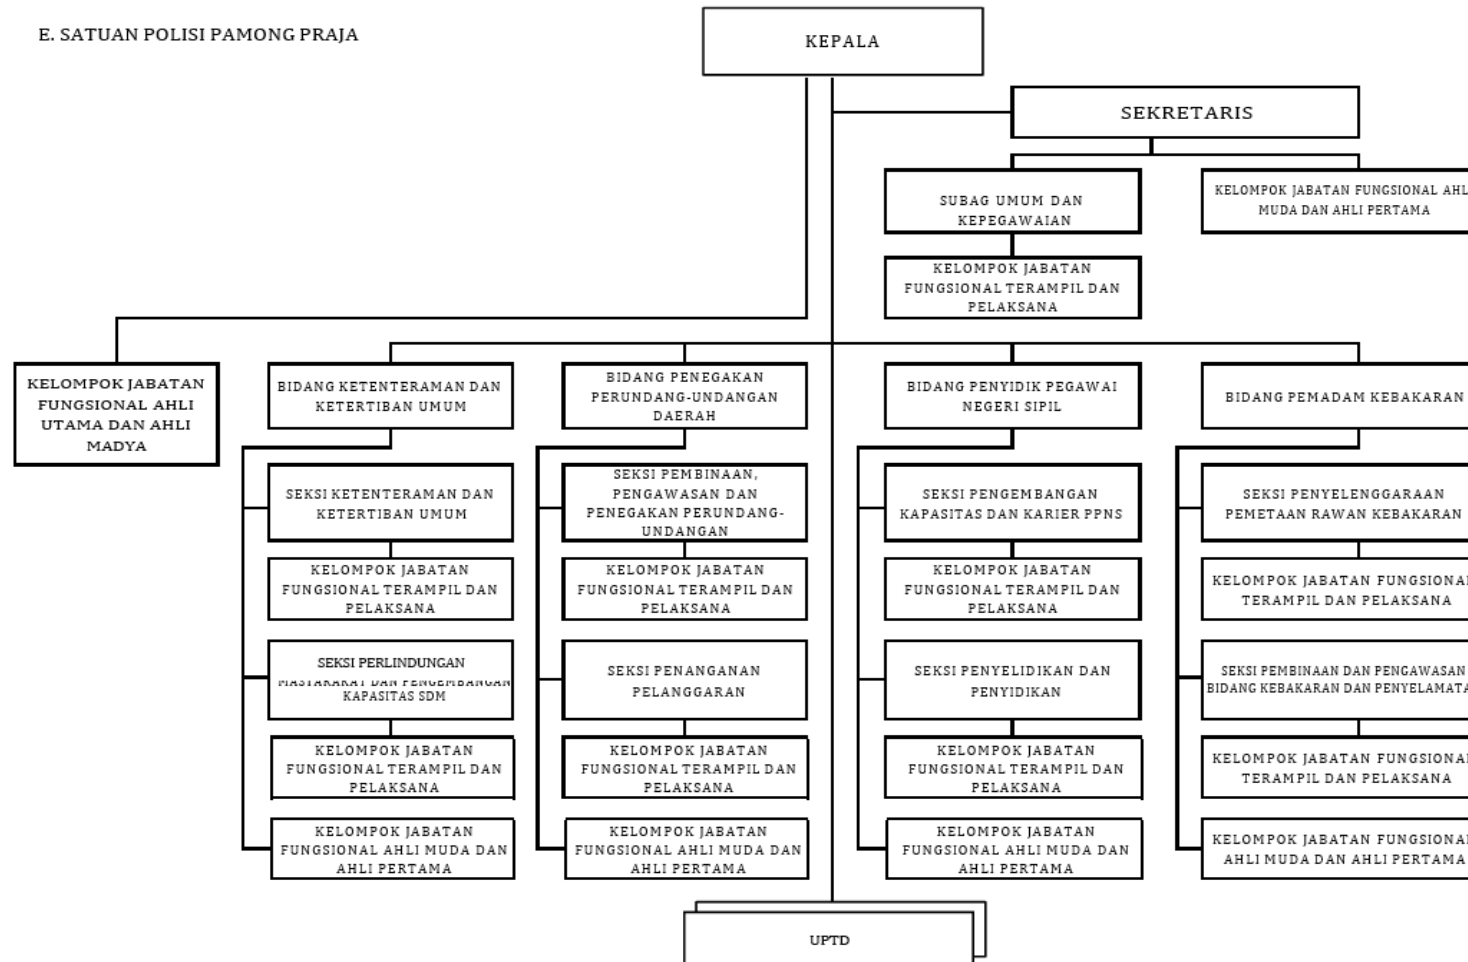 E. SATUAN POLISI PAMONG PRAJA
KEPALA
SEKRETARIS
SUBAG UMUM DAN
KEPEGAWAIAN
KELOMPOK JABATAN FUNGSIONAL AHL
MUDA DAN AHLI PERTAMA
KELOMPOK JABATAN
FUNGSIONAL TERAMPIL DAN
PELAKSANA
KELOMPOK JABATAN
FUNGSIONAL AHLI
UTAMA DAN AHLI
MADYA
BIDANG KETENTERAMAN DAN
KETERTIBAN UMUM
SEKSI KETENTERAMAN DAN
KETERTIBAN UMUM
KELOMPOK JABATAN
FUNGSIONAL TERAMPIL DAN
PELAKSANA
SEKSI PERLINDUNGAN
MASYARAKAT DAN PENGEMBANGAN
KAPASITAS SDM
KELOMPOK JABATAN
FUNGSIONAL TERAMPIL DAN
PELAKSANA
KELOMPOK JABATAN
FUNGSIONAL AHLI MUDA DAN
AHLI PERTAMA
BIDANG PENEGAKAN
PERUNDANG-UNDANGAN
DAERAH
SEKSI PEMBINAAN,
PENGAWASAN DAN
PENEGAKAN PERUNDANG-
UNDANGAN
KELOMPOK JABATAN
FUNGSIONAL TERAMPIL DAN
PELAKSANA
SEKSI PENANGANAN
PELANGGARAN
KELOMPOK JABATAN
FUNGSIONAL TERAMPIL DAN
PELAKSANA
KELOMPOK JABATAN
FUNGSIONAL AHLI MUDA DAN
AHLI PERTAMA
BIDANG PENYIDIK PEGAWAI
NEGERI SIPIL
SEKSI PENGEMBANGAN
KAPASITAS DAN KARIER PPNS
KELOMPOK JABATAN
FUNGSIONAL TERAMPIL DAN
PELAKSANA
SEKSI PENYELIDIKAN DAN
PENYIDIKAN
KELOMPOK JABATAN
FUNGSIONAL TERAMPIL DAN
PELAKSANA
KELOMPOK JABATAN
FUNGSIONAL AHLI MUDA DAN
AHLI PERTAMA
BIDANG PEMADAM KEBAKARAN
SEKSI PENYELENGGARAAN
PEMETAAN RAWAN KEBAKARAN
KELOMPOK JABATAN FUNGSIONAL
TERAMPIL DAN PELAKSANA
SEKSI PEMBINAAN DAN PENGAWASAN
BIDANG KEBAKARAN DAN PENYELAMATA
KELOMPOK JABATAN FUNGSIONAL
TERAMPIL DAN PELAKSANA
KELOMPOK JABATAN FUNGSIONAL
AHLI MUDA DAN AHLI PERTAMA
UPTD